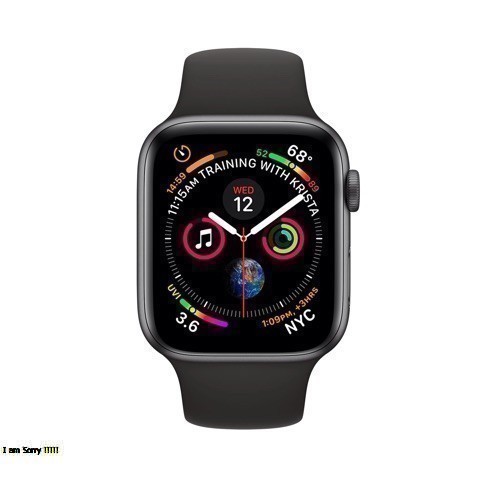 68°
52
89
14:59
11:15AM TRAINING WITH KRISTA
WED
12
UVI
3.6
1:09PM, +3HRS
NYC
I am Sorry !!!!!